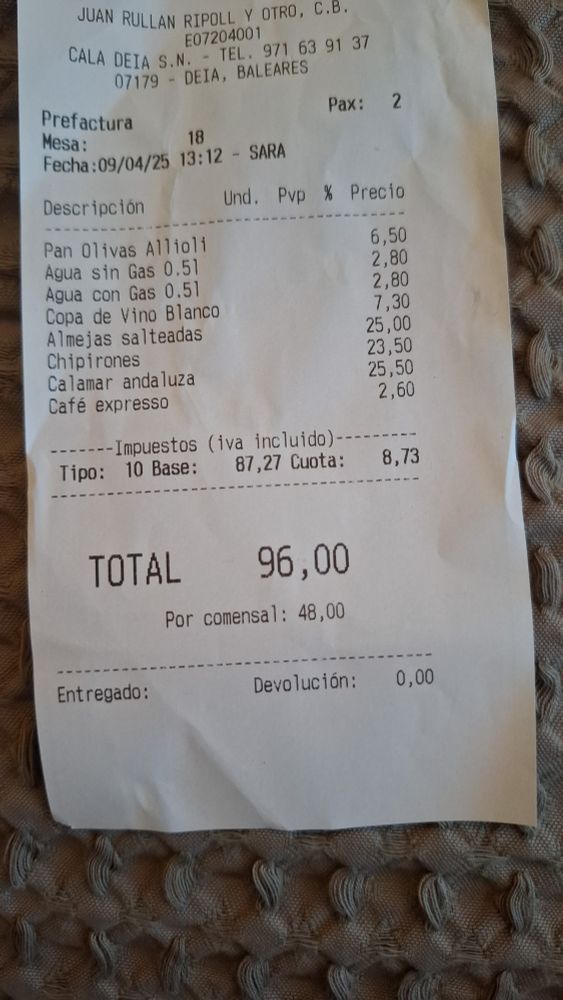 JUAN RULLAN RIPOLL Y OTRO, C.B.
E07204001
CALA DEIA S.N. - TEL. 971 63 91 37
07179 - DEIA, BALEARES
Prefactura Pax: 2
Mesa: 18
Fecha:09/04/25 13:12 - SARA
Descripción Und. Pvp % Precio
Pan Olivas Allioli 6,50
Agua sin Gas 0.5l 2,80
Agua con Gas 0.5l 2,80
Copa de Vino Blanco 7,30
Almejas salteadas 25,00
Chipirones 23,50
Calamar andaluza 25,50
Café expresso 2,60
-------Impuestos (iva incluido)---------
Tipo: 10 Base: 87,27 Cuota: 8,73
TOTAL 96,00
Por comensal: 48,00
Entregado: Devolución: 0,00